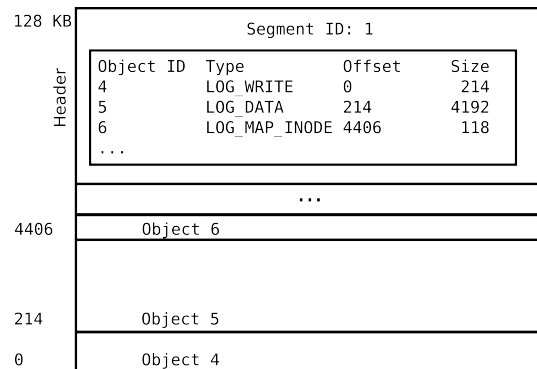 128 KB
Segment ID: 1
Header
Object ID Type Offset Size
4 LOG_WRITE 0 214
5 LOG_DATA 214 4192
6 LOG_MAP_INODE 4406 118
...
...
4406 Object 6
214 Object 5
0 Object 4